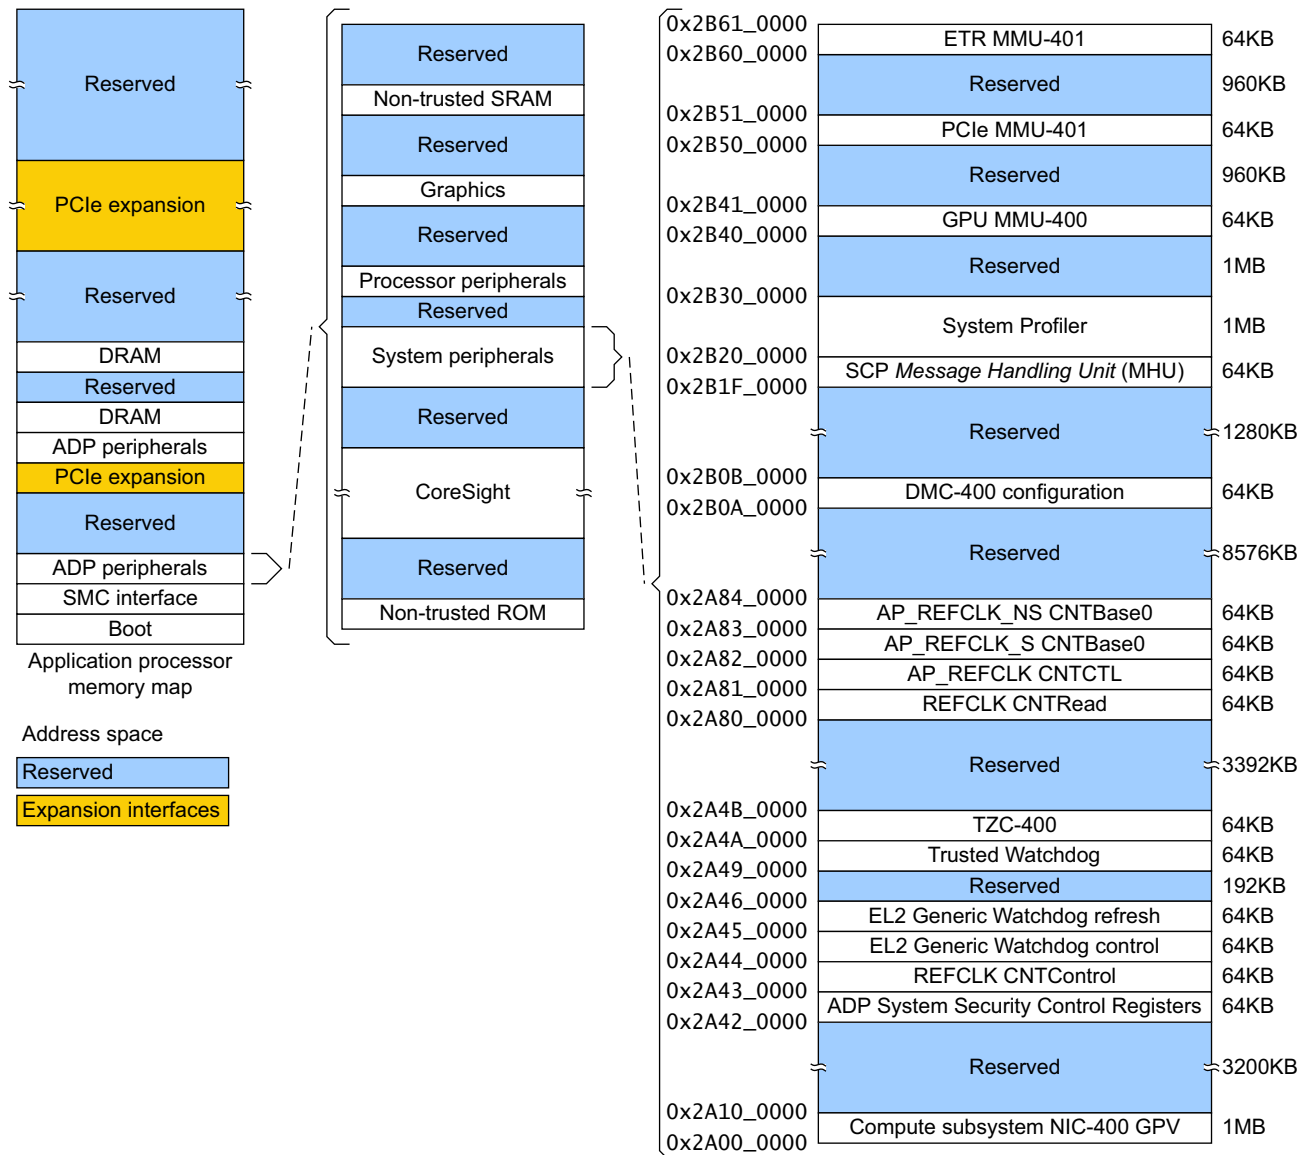 Reserved
PCIe expansion
Reserved
DRAM
Reserved
DRAM
ADP peripherals
PCIe expansion
Reserved
ADP peripherals
SMC interface
Boot
Application processor
memory map
Address space
Reserved
Expansion interfaces
Reserved
Non-trusted SRAM
Reserved
Graphics
Reserved
Processor peripherals
Reserved
System peripherals
Reserved
CoreSight
Reserved
Non-trusted ROM
0x2B61_0000
ETR MMU-401 64KB
0x2B60_0000
Reserved 960KB
0x2B51_0000
PCIe MMU-401 64KB
0x2B50_0000
Reserved 960KB
0x2B41_0000
GPU MMU-400 64KB
0x2B40_0000
Reserved 1MB
0x2B30_0000
System Profiler 1MB
0x2B20_0000
SCP Message Handling Unit (MHU) 64KB
0x2B1F_0000
Reserved 1280KB
0x2B0B_0000
DMC-400 configuration 64KB
0x2B0A_0000
Reserved 8576KB
0x2A84_0000
AP_REFCLK_NS CNTBase0 64KB
0x2A83_0000
AP_REFCLK_S CNTBase0 64KB
0x2A82_0000
AP_REFCLK CNTCTL 64KB
0x2A81_0000
REFCLK CNTRead 64KB
0x2A80_0000
Reserved 3392KB
0x2A4B_0000
TZC-400 64KB
0x2A4A_0000
Trusted Watchdog 64KB
0x2A49_0000
Reserved 192KB
0x2A46_0000
EL2 Generic Watchdog refresh 64KB
0x2A45_0000
EL2 Generic Watchdog control 64KB
0x2A44_0000
REFCLK CNTControl 64KB
0x2A43_0000
ADP System Security Control Registers 64KB
0x2A42_0000
Reserved 3200KB
0x2A10_0000
Compute subsystem NIC-400 GPV 1MB
0x2A00_0000